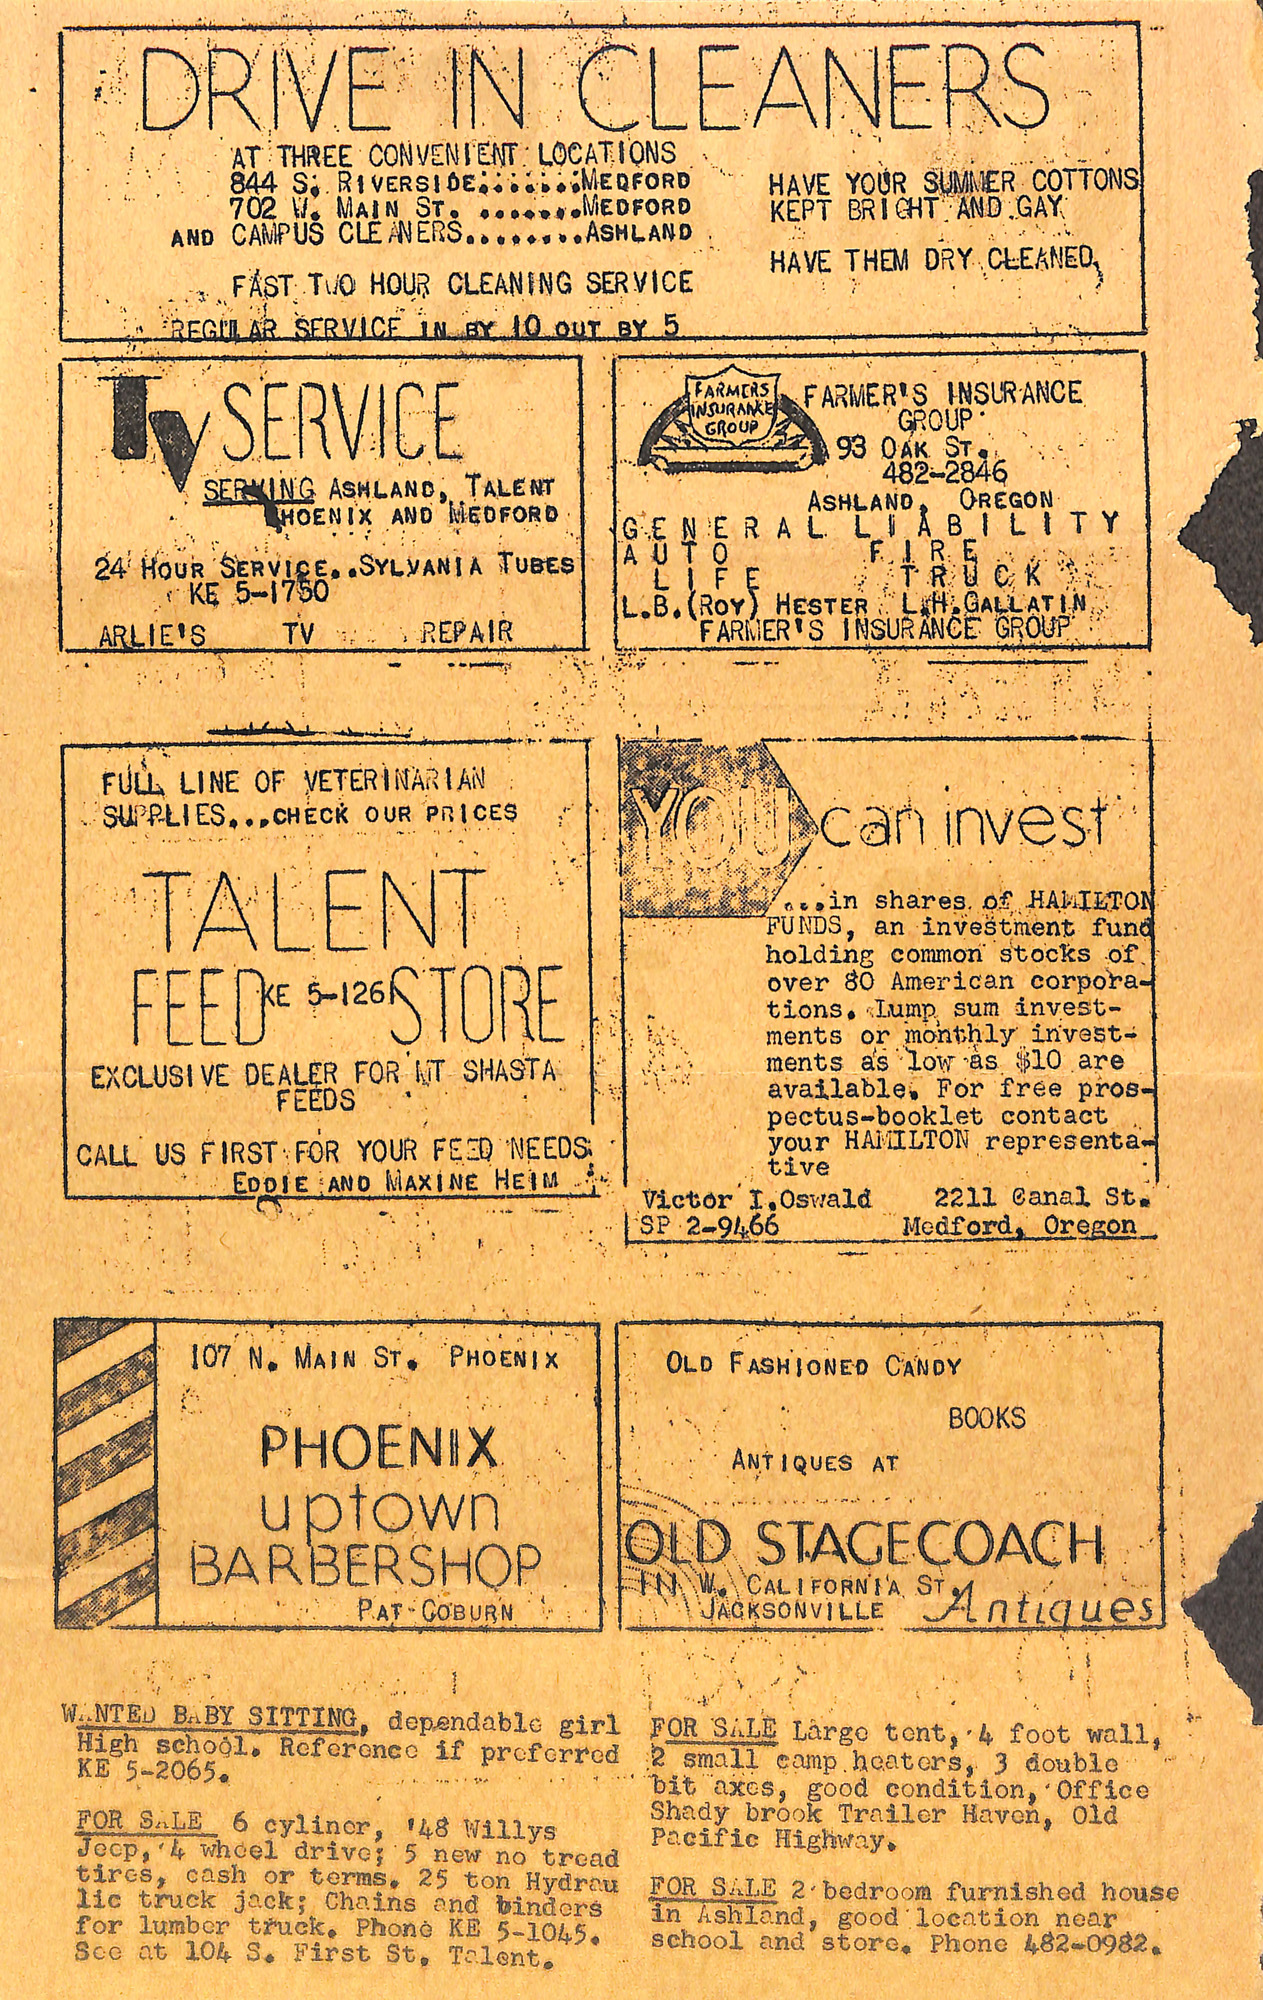 DRIVE IN CLEANERS
AT THREE CONVENIENT LOCATIONS
844 S. RIVERSIDE.......MEDFORD
702 W. MAIN ST. .......MEDFORD
AND CAMPUS CLEANERS........ASHLAND
FAST TWO HOUR CLEANING SERVICE
REGULAR SERVICE IN BY 10 OUT BY 5
HAVE YOUR SUMMER COTTONS
KEPT BRIGHT AND GAY
HAVE THEM DRY CLEANED,
TV SERVICE
SERVING ASHLAND, TALENT
PHOENIX AND MEDFORD
24 HOUR SERVICE..SYLVANIA TUBES
KE 5-1750
ARLIE'S TV REPAIR
FARMERS
INSURANCE
GROUP
FARMER'S INSURANCE
GROUP
93 OAK ST.
482-2846
ASHLAND, OREGON
GENERAL LIABILITY
AUTO FIRE
LIFE TRUCK
L.B.(ROY) HESTER L.H.GALLATIN
FARMER'S INSURANCE GROUP
FULL LINE OF VETERINARIAN
SUPPLIES...CHECK OUR PRICES
TALENT
FEED KE 5-1261 STORE
EXCLUSIVE DEALER FOR MT SHASTA
FEEDS
CALL US FIRST FOR YOUR FEED NEEDS
EDDIE AND MAXINE HEIM
YOU can invest
...in shares of HAMILTON
FUNDS, an investment fund
holding common stocks of
over 80 American corpora-
tions. Lump sum invest-
ments or monthly invest-
ments as low as $10 are
available. For free pros-
pectus-booklet contact
your HAMILTON representa-
tive
Victor I.Oswald 2211 Canal St.
SP 2-9466 Medford, Oregon
107 N. MAIN ST. PHOENIX
PHOENIX
uptown
BARBERSHOP
PAT COBURN
OLD FASHIONED CANDY
BOOKS
ANTIQUES AT
OLD STAGECOACH
W. CALIFORNIA ST.
JACKSONVILLE Antiques
WANTED BABY SITTING, dependable girl
High school. Reference if preferred
KE 5-2065.
FOR SALE 6 cyliner, '48 Willys
Jeep, 4 wheel drive; 5 new no tread
tires, cash or terms. 25 ton Hydrau
lic truck jack; Chains and binders
for lumber truck. Phone KE 5-1045.
See at 104 S. First St. Talent.
FOR SALE Large tent, 4 foot wall,
2 small camp heaters, 3 double
bit axes, good condition, Office
Shady brook Trailer Haven, Old
Pacific Highway.
FOR SALE 2 bedroom furnished house
in Ashland, good location near
school and store. Phone 482-0982.